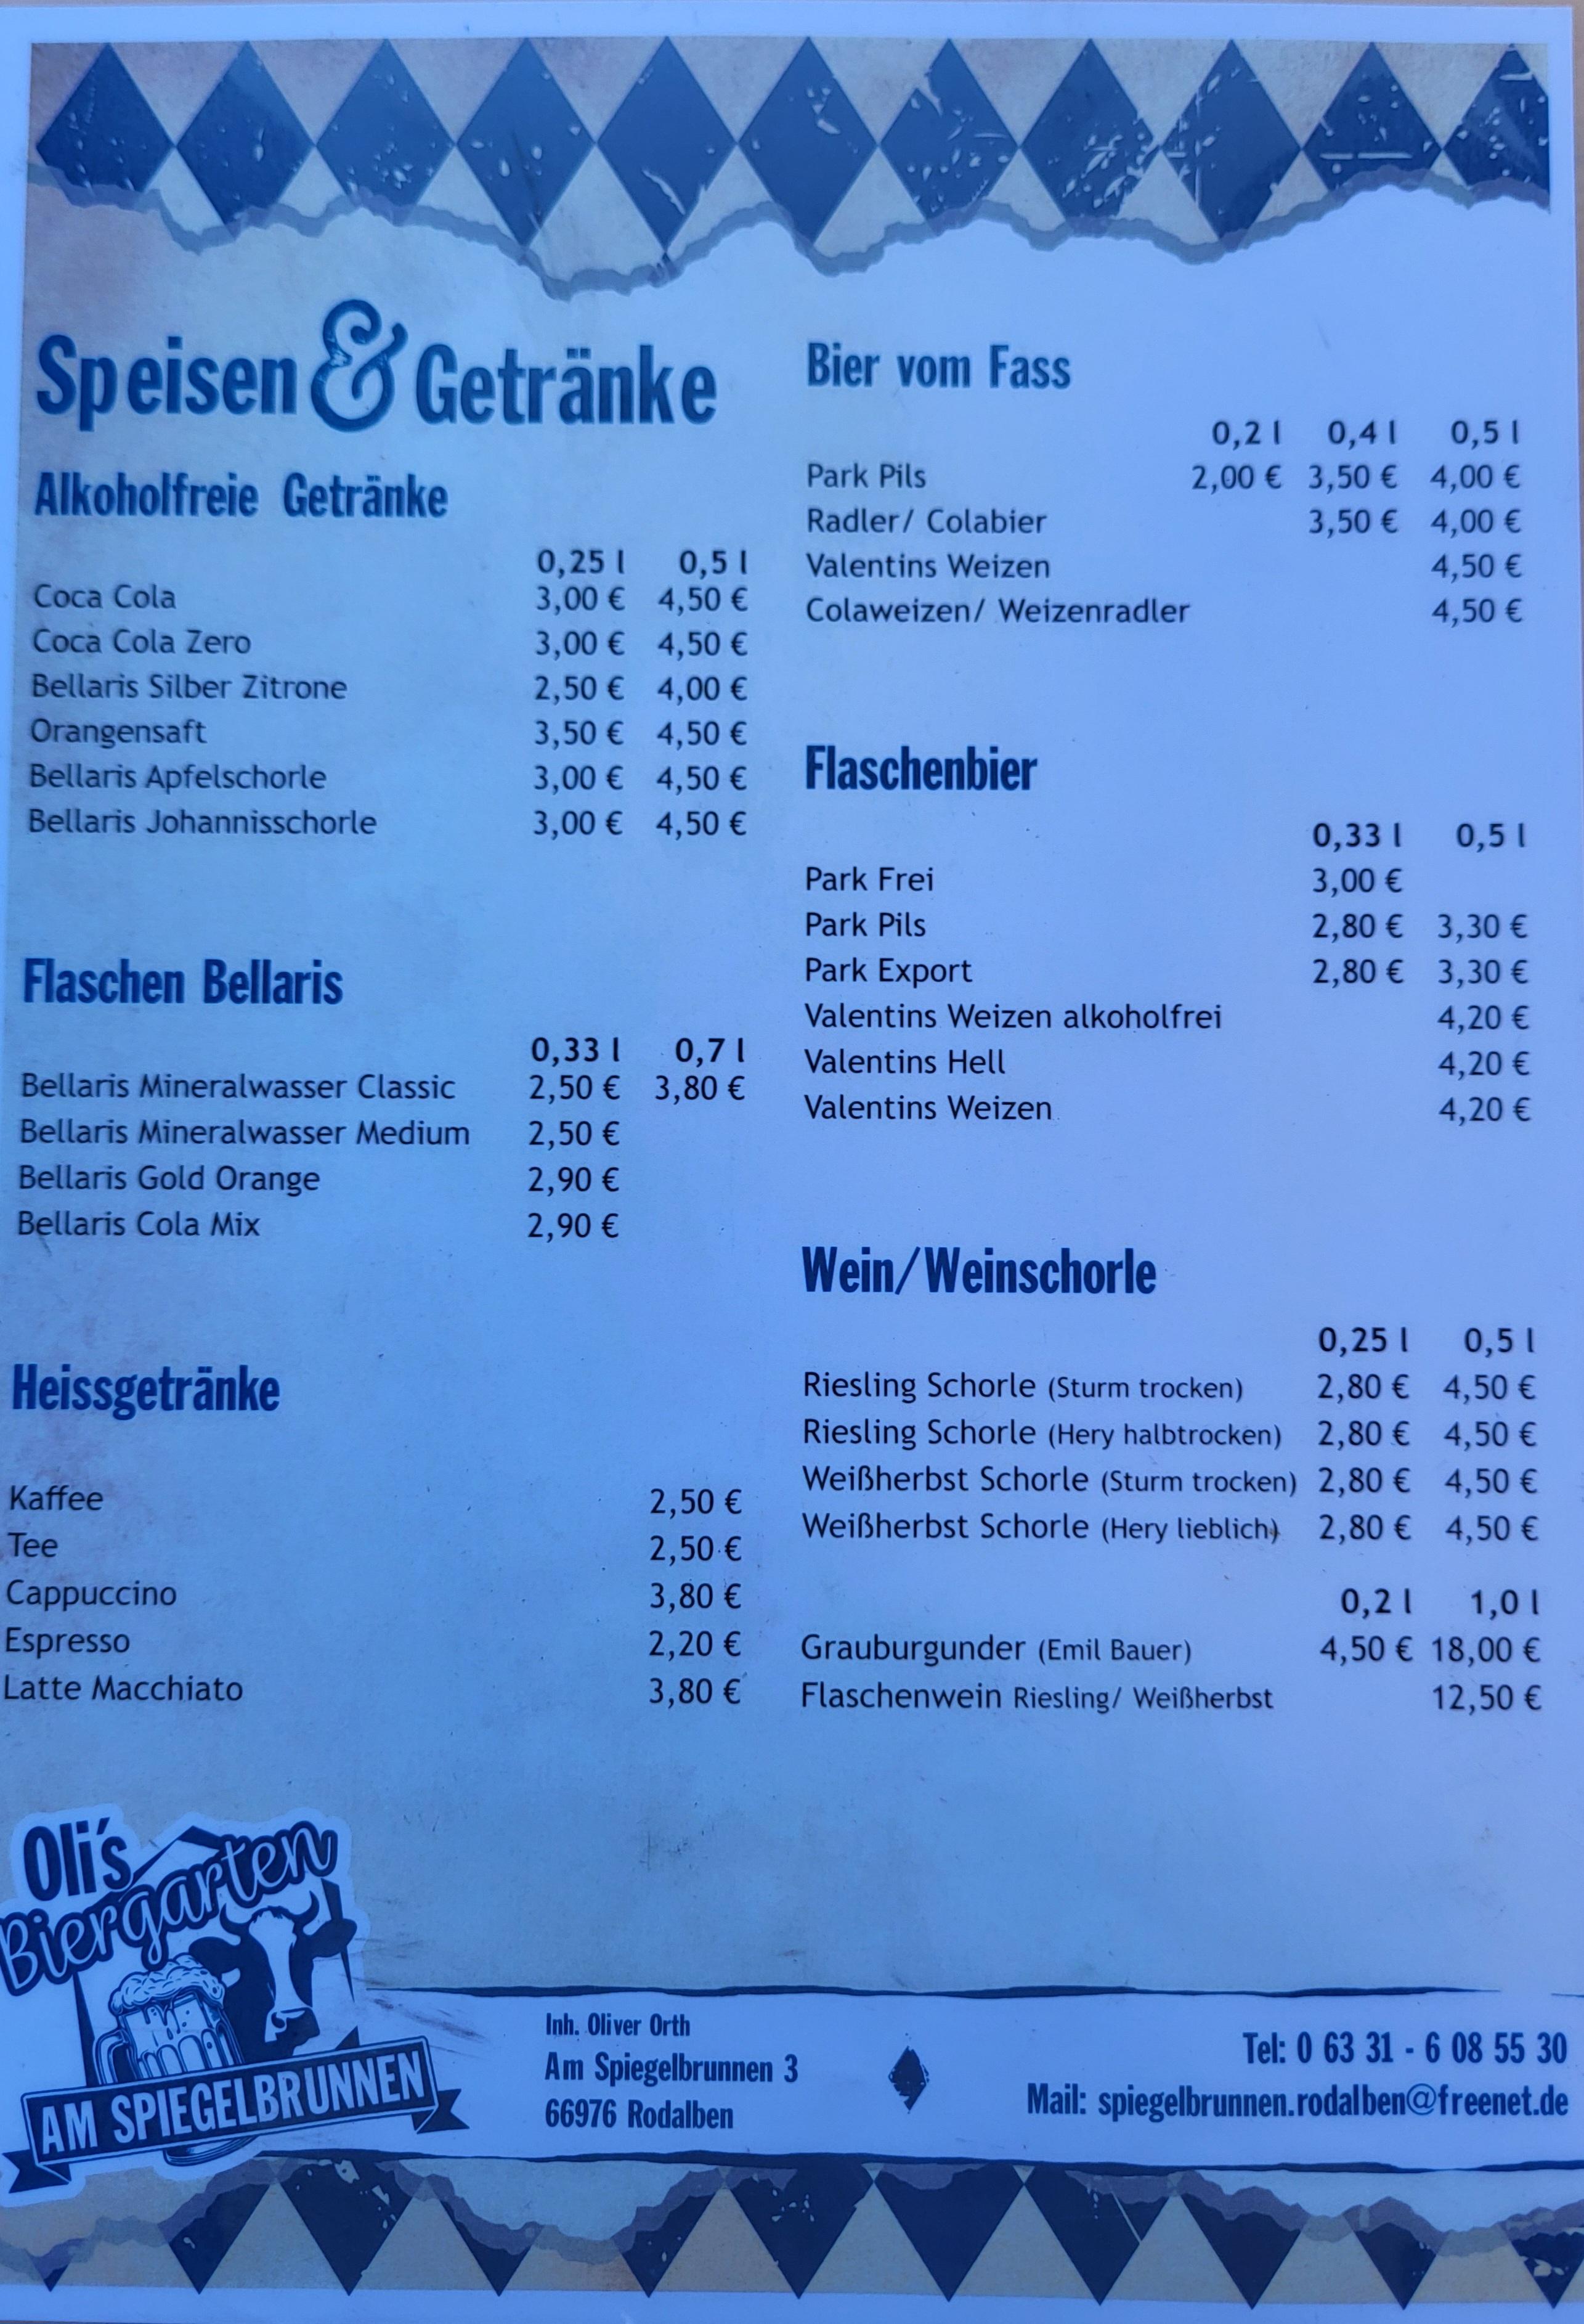 Speisen & Getränke
Alkoholfreie Getränke
0,25 l 0,5 l
Coca Cola 3,00 € 4,50 €
Coca Cola Zero 3,00 € 4,50 €
Bellaris Silber Zitrone 2,50 € 4,00 €
Orangensaft 3,50 € 4,50 €
Bellaris Apfelschorle 3,00 € 4,50 €
Bellaris Johannisschorle 3,00 € 4,50 €
Flaschen Bellaris
0,33 l 0,7 l
Bellaris Mineralwasser Classic 2,50 € 3,80 €
Bellaris Mineralwasser Medium 2,50 €
Bellaris Gold Orange 2,90 €
Bellaris Cola Mix 2,90 €
Heissgetränke
Kaffee 2,50 €
Tee 2,50 €
Cappuccino 3,80 €
Espresso 2,20 €
Latte Macchiato 3,80 €
Bier vom Fass
0,2 l 0,4 l 0,5 l
Park Pils 2,00 € 3,50 € 4,00 €
Radler/ Colabier 3,50 € 4,00 €
Valentins Weizen 4,50 €
Colaweizen/ Weizenradler 4,50 €
Flaschenbier
0,33 l 0,5 l
Park Frei 3,00 €
Park Pils 2,80 € 3,30 €
Park Export 2,80 € 3,30 €
Valentins Weizen alkoholfrei 4,20 €
Valentins Hell 4,20 €
Valentins Weizen 4,20 €
Wein/Weinschorle
0,25 l 0,5 l
Riesling Schorle (Sturm trocken) 2,80 € 4,50 €
Riesling Schorle (Hery halbtrocken) 2,80 € 4,50 €
Weißherbst Schorle (Sturm trocken) 2,80 € 4,50 €
Weißherbst Schorle (Hery lieblich) 2,80 € 4,50 €
0,2 l 1,0 l
Grauburgunder (Emil Bauer) 4,50 € 18,00 €
Flaschenwein Riesling/ Weißherbst 12,50 €
Oli's
Biergarten
AM SPIEGELBRUNNEN
Inh. Oliver Orth
Am Spiegelbrunnen 3
66976 Rodalben
Tel: 0 63 31 - 6 08 55 30
Mail: spiegelbrunnen.rodalben@freenet.de